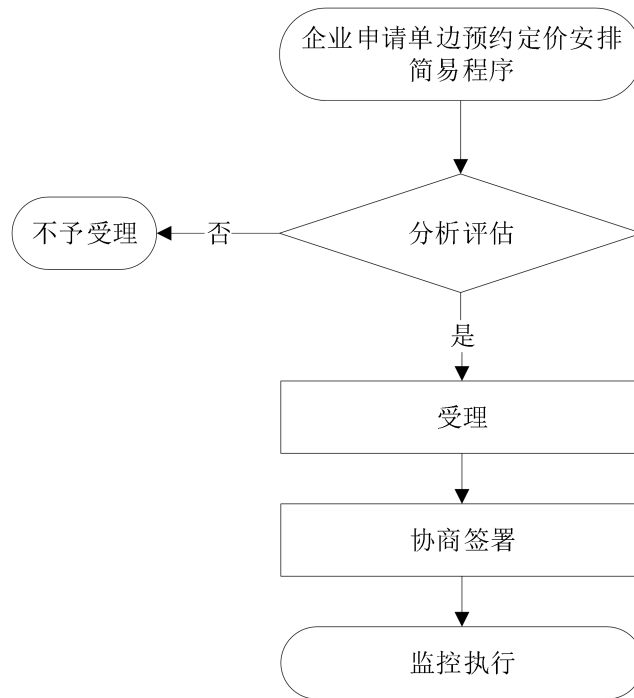 企业申请单边预约定价安排
简易程序
分析评估
否
不予受理
是
受理
协商签署
监控执行